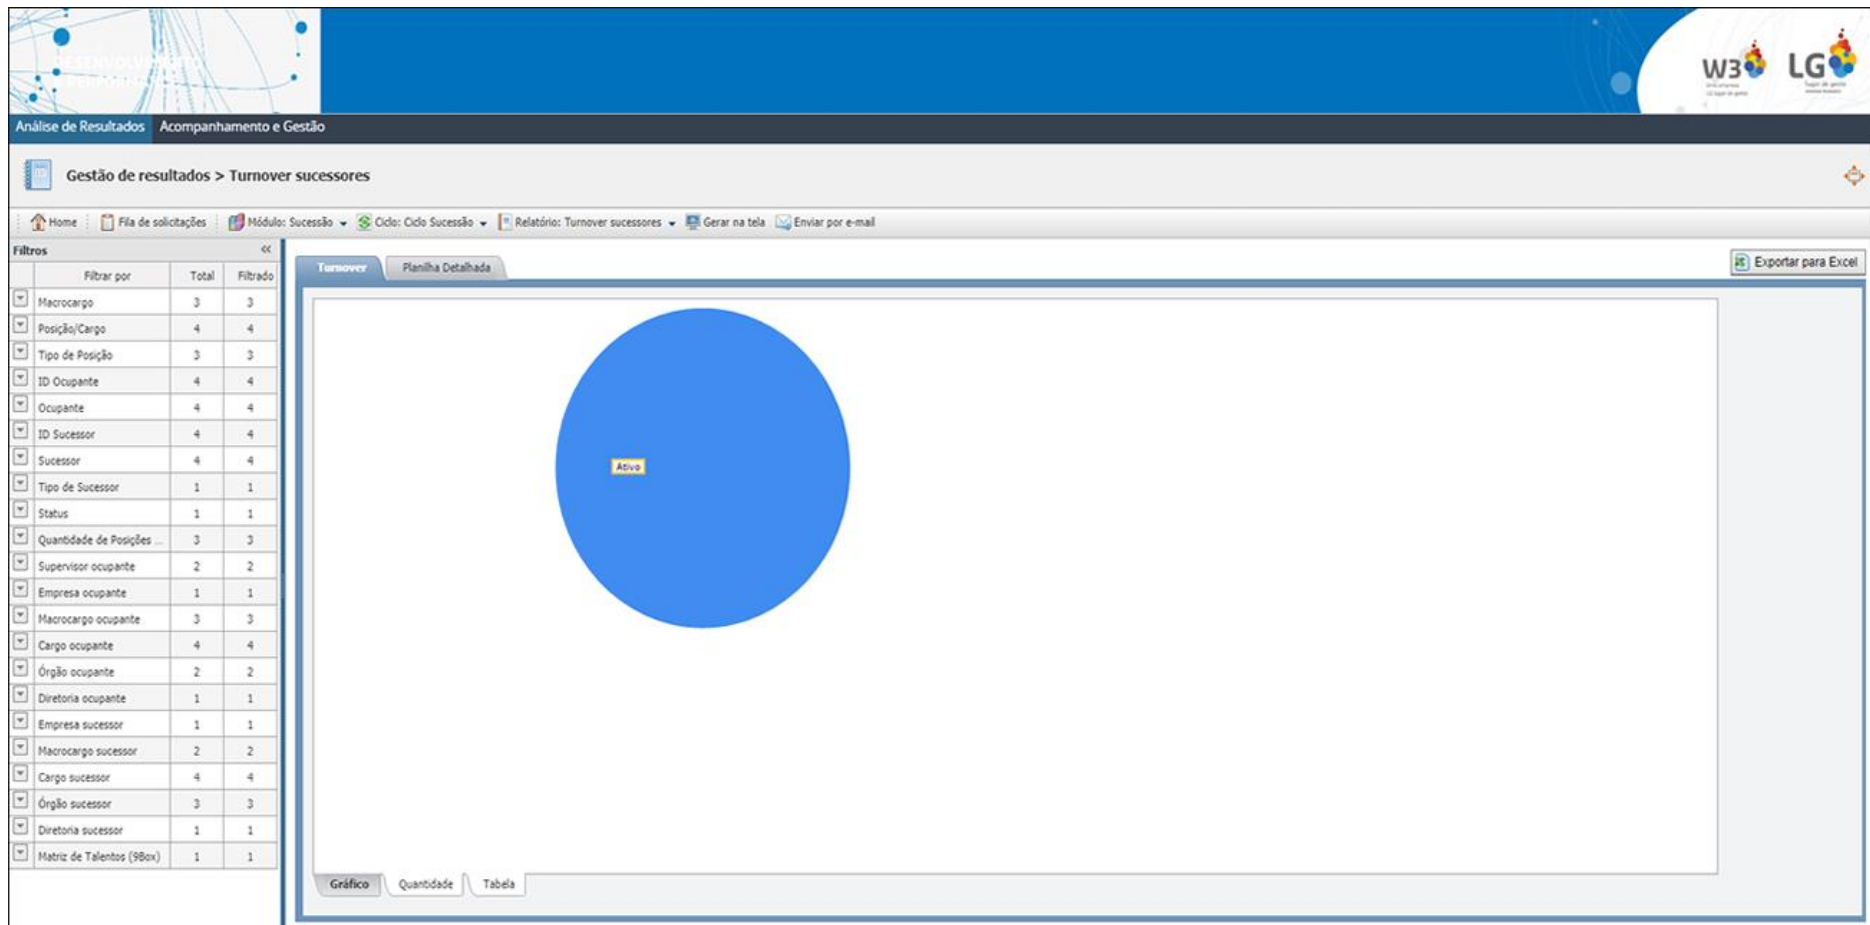 DESENVOLVIMENTO
W3 LG
lugar de gente
Análise de Resultados Acompanhamento e Gestão
Gestão de resultados > Turnover sucessores
Home Fila de solicitações Módulo: Sucessão Ciclo: Ciclo Sucessão Relatório: Turnover sucessores Gerar na tela Enviar por e-mail
Filtros «
Filtrar por Total Filtrado
Macrocargo 3 3
Posição/Cargo 4 4
Tipo de Posição 3 3
ID Ocupante 4 4
Ocupante 4 4
ID Sucessor 4 4
Sucessor 4 4
Tipo de Sucessor 1 1
Status 1 1
Quantidade de Posições ... 3 3
Supervisor ocupante 2 2
Empresa ocupante 1 1
Macrocargo ocupante 3 3
Cargo ocupante 4 4
Órgão ocupante 2 2
Diretoria ocupante 1 1
Empresa sucessor 1 1
Macrocargo sucessor 2 2
Cargo sucessor 4 4
Órgão sucessor 3 3
Diretoria sucessor 1 1
Matriz de Talentos (9Box) 1 1
Turnover Planilha Detalhada
Exportar para Excel
Ativo
Gráfico Quantidade Tabela